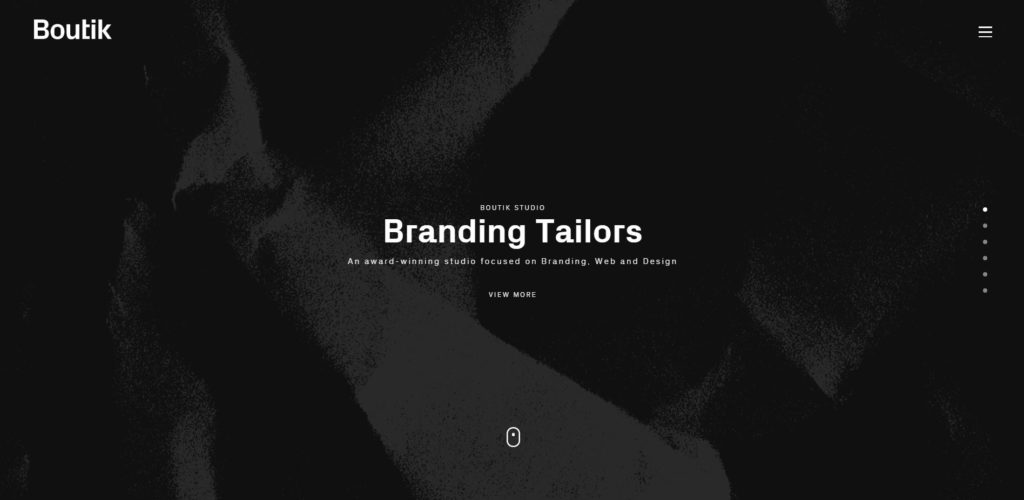 Boutik
BOUTIK STUDIO
Branding Tailors
An award-winning studio focused on Branding, Web and Design
VIEW MORE